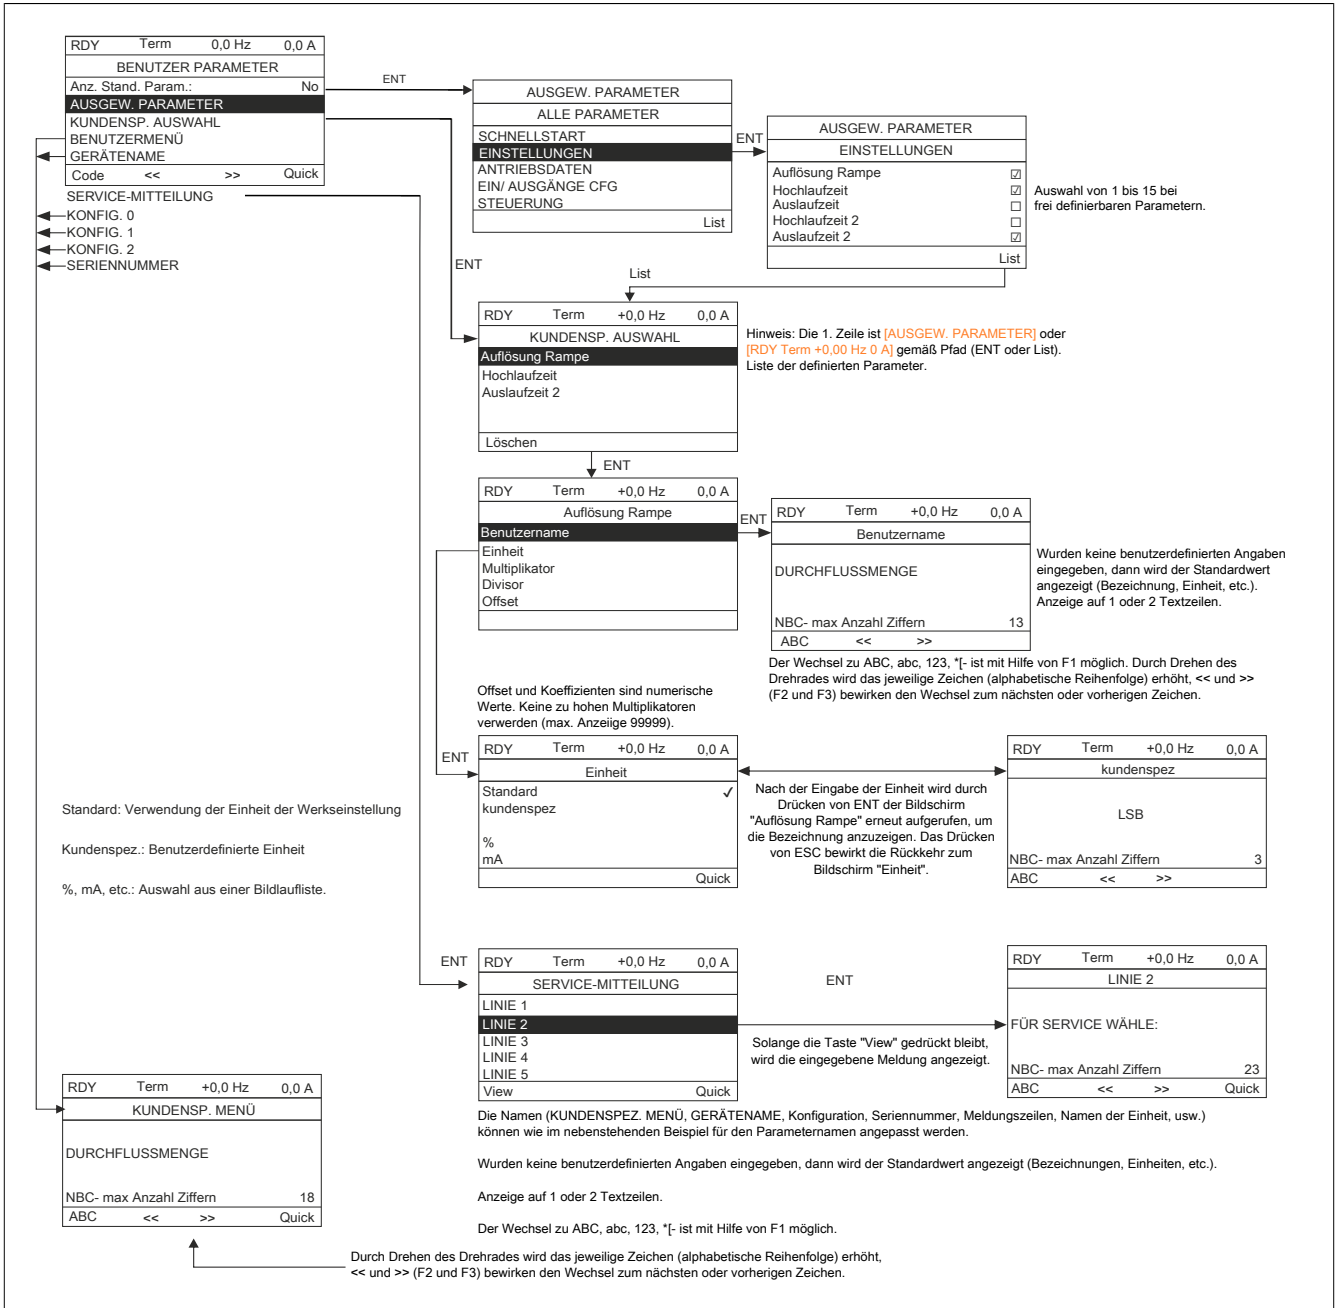 RDY Term 0,0 Hz 0,0 A
BENUTZER PARAMETER
Anz. Stand. Param.: No
AUSGEW. PARAMETER
KUNDENSP. AUSWAHL
BENUTZERMENÜ
GERÄTENAME
Code << >> Quick
SERVICE-MITTEILUNG
KONFIG. 0
KONFIG. 1
KONFIG. 2
SERIENNUMMER
ENT
AUSGEW. PARAMETER
ALLE PARAMETER
SCHNELLSTART
EINSTELLUNGEN
ANTRIEBSDATEN
EIN/ AUSGÄNGE CFG
STEUERUNG
List
ENT
AUSGEW. PARAMETER
EINSTELLUNGEN
Auflösung Rampe ☑
Hochlaufzeit ☑
Auslaufzeit ☐
Hochlaufzeit 2 ☐
Auslaufzeit 2 ☑
List
Auswahl von 1 bis 15 bei
frei definierbaren Parametern.
ENT
List
RDY Term +0,0 Hz 0,0 A
KUNDENSP. AUSWAHL
Auflösung Rampe
Hochlaufzeit
Auslaufzeit 2
Löschen
Hinweis: Die 1. Zeile ist [AUSGEW. PARAMETER] oder
[RDY Term +0,00 Hz 0 A] gemäß Pfad (ENT oder List).
Liste der definierten Parameter.
ENT
RDY Term +0,0 Hz 0,0 A
Auflösung Rampe
Benutzername
Einheit
Multiplikator
Divisor
Offset
ENT
RDY Term +0,0 Hz 0,0 A
Benutzername
DURCHFLUSSMENGE
NBC- max Anzahl Ziffern 13
ABC << >>
Wurden keine benutzerdefinierten Angaben
eingegeben, dann wird der Standardwert
angezeigt (Bezeichnung, Einheit, etc.).
Anzeige auf 1 oder 2 Textzeilen.
Der Wechsel zu ABC, abc, 123, *[- ist mit Hilfe von F1 möglich. Durch Drehen des
Drehrades wird das jeweilige Zeichen (alphabetische Reihenfolge) erhöht, << und >>
(F2 und F3) bewirken den Wechsel zum nächsten oder vorherigen Zeichen.
Offset und Koeffizienten sind numerische
Werte. Keine zu hohen Multiplikatoren
verwerden (max. Anzeiige 99999).
ENT
RDY Term +0,0 Hz 0,0 A
Einheit
Standard ✓
kundenspez
%
mA
Quick
Nach der Eingabe der Einheit wird durch
Drücken von ENT der Bildschirm
"Auflösung Rampe" erneut aufgerufen, um
die Bezeichnung anzuzeigen. Das Drücken
von ESC bewirkt die Rückkehr zum
Bildschirm "Einheit".
RDY Term +0,0 Hz 0,0 A
kundenspez
LSB
NBC- max Anzahl Ziffern 3
ABC << >>
Standard: Verwendung der Einheit der Werkseinstellung
Kundenspez.: Benutzerdefinierte Einheit
%, mA, etc.: Auswahl aus einer Bildlaufliste.
ENT
RDY Term +0,0 Hz 0,0 A
SERVICE-MITTEILUNG
LINIE 1
LINIE 2
LINIE 3
LINIE 4
LINIE 5
View Quick
ENT
Solange die Taste "View" gedrückt bleibt,
wird die eingegebene Meldung angezeigt.
RDY Term +0,0 Hz 0,0 A
LINIE 2
FÜR SERVICE WÄHLE:
NBC- max Anzahl Ziffern 23
ABC << >> Quick
RDY Term +0,0 Hz 0,0 A
KUNDENSP. MENÜ
DURCHFLUSSMENGE
NBC- max Anzahl Ziffern 18
ABC << >> Quick
Die Namen (KUNDENSPEZ. MENÜ, GERÄTENAME, Konfiguration, Seriennummer, Meldungszeilen, Namen der Einheit, usw.)
können wie im nebenstehenden Beispiel für den Parameternamen angepasst werden.
Wurden keine benutzerdefinierten Angaben eingegeben, dann wird der Standardwert angezeigt (Bezeichnungen, Einheiten, etc.).
Anzeige auf 1 oder 2 Textzeilen.
Der Wechsel zu ABC, abc, 123, *[- ist mit Hilfe von F1 möglich.
Durch Drehen des Drehrades wird das jeweilige Zeichen (alphabetische Reihenfolge) erhöht,
<< und >> (F2 und F3) bewirken den Wechsel zum nächsten oder vorherigen Zeichen.